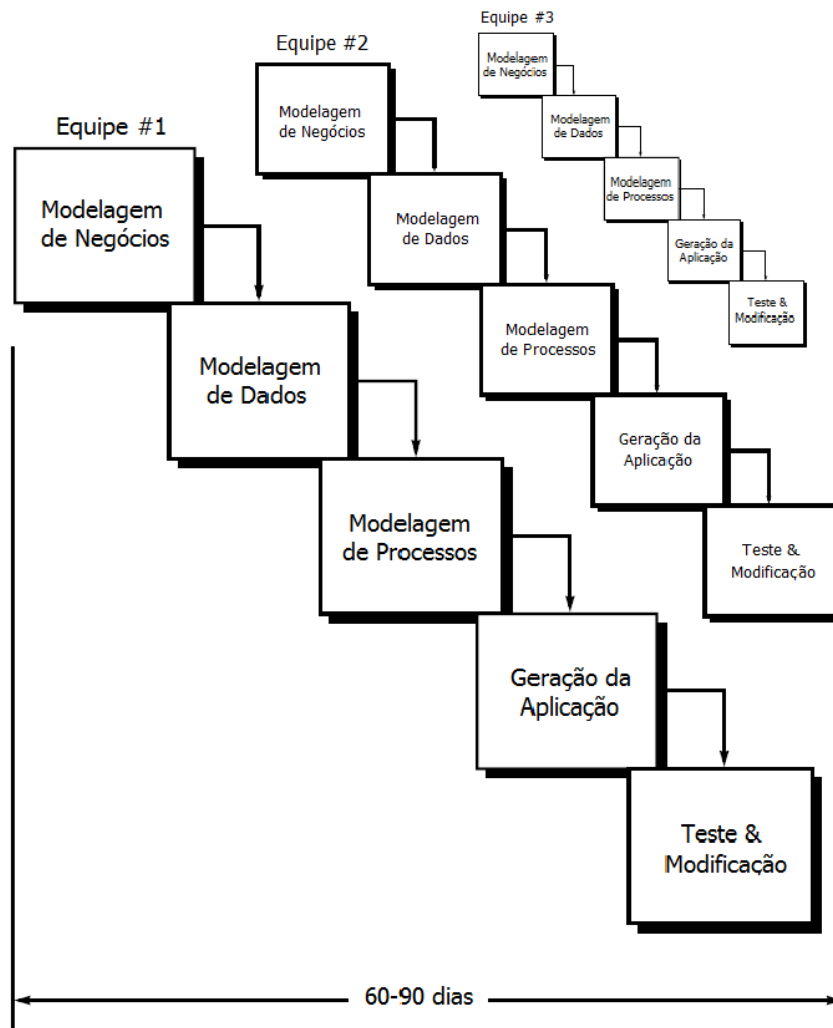 Equipe #1
Modelagem
de Negócios
Modelagem
de Dados
Modelagem
de Processos
Geração da
Aplicação
Teste &
Modificação
Equipe #2
Modelagem
de Negócios
Modelagem
de Dados
Modelagem
de Processos
Geração da
Aplicação
Teste &
Modificação
Equipe #3
Modelagem
de Negócios
Modelagem
de Dados
Modelagem
de Processos
Geração da
Aplicação
Teste &
Modificação
60-90 dias